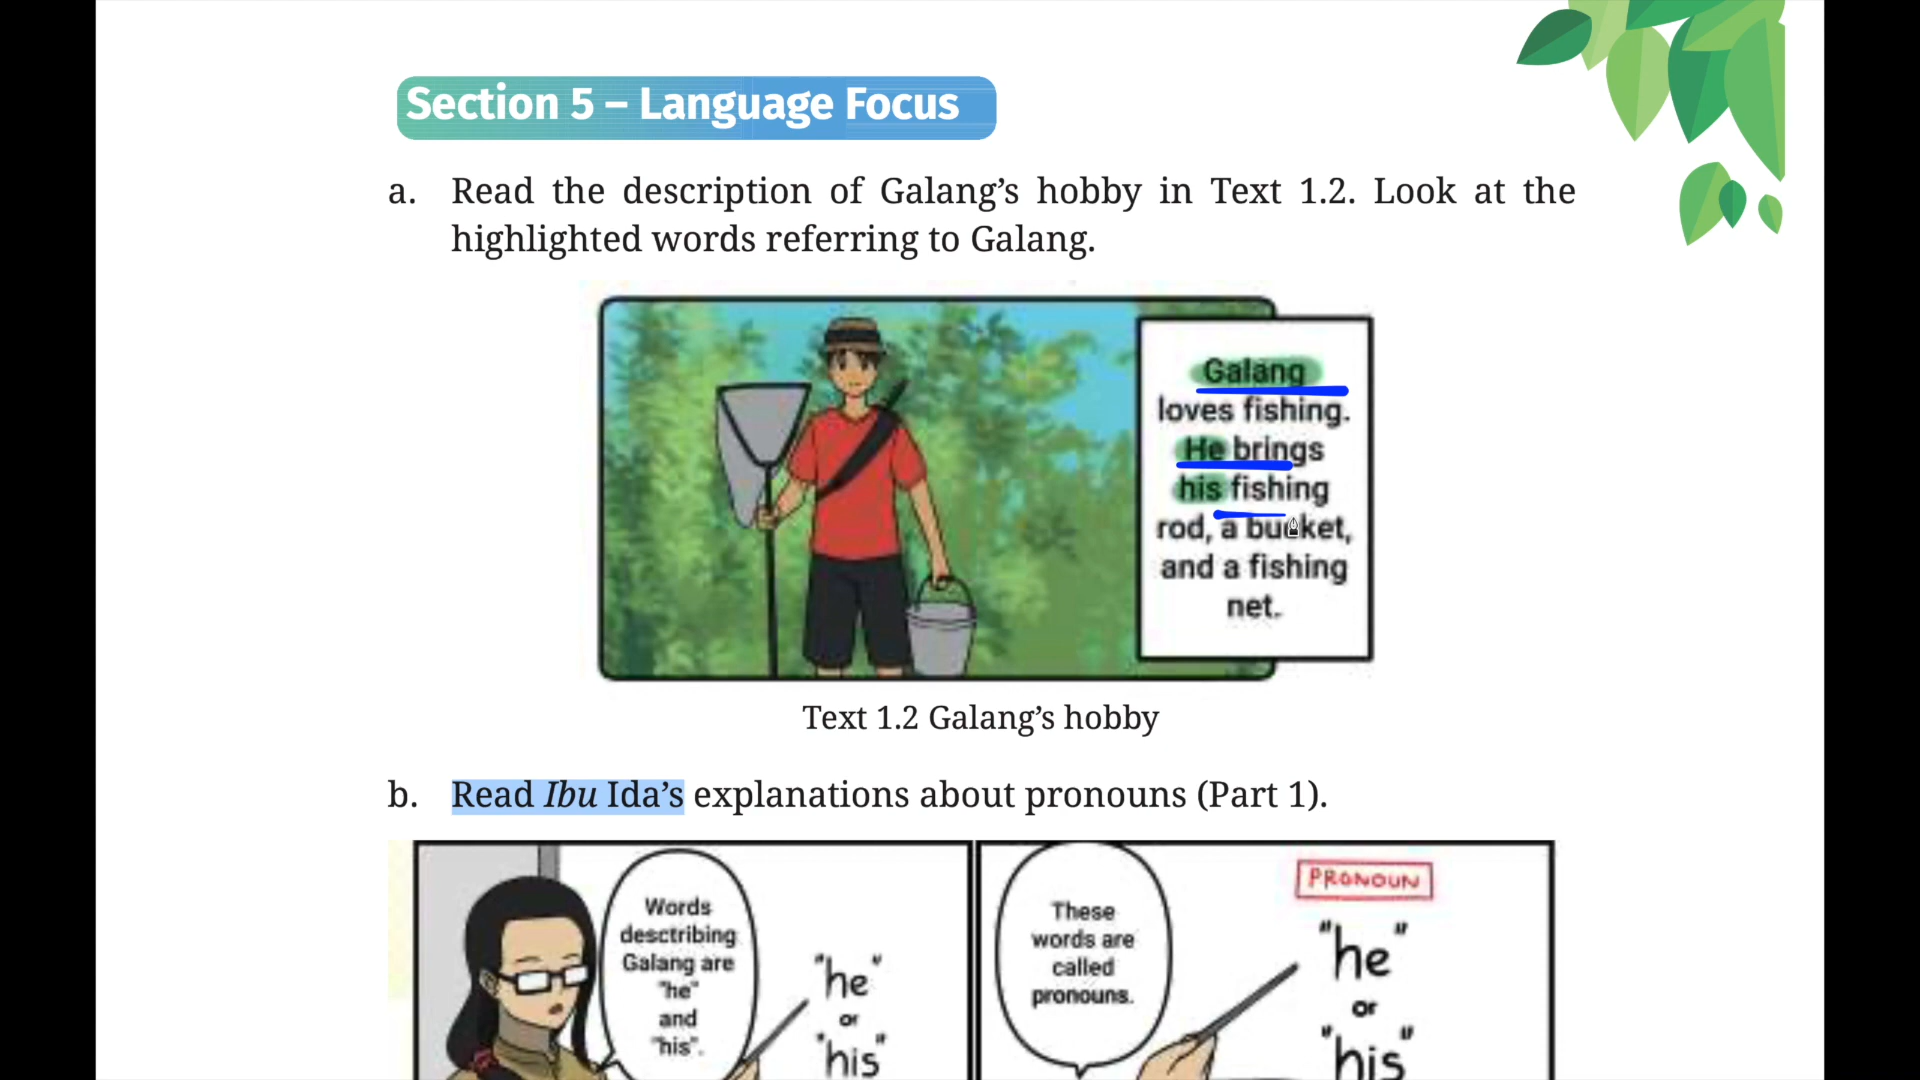 Section 5 – Language Focus
a. Read the description of Galang's hobby in Text 1.2. Look at the
highlighted words referring to Galang.
Galang
loves fishing.
He brings
his fishing
rod, a bucket,
and a fishing
net.
Text 1.2 Galang's hobby
b. Read Ibu Ida's explanations about pronouns (Part 1).
Words
desctribing
Galang are
"he"
and
"his".
"he"
or
"his"
These
words are
called
pronouns.
PRONOUN
"he"
or
"his"